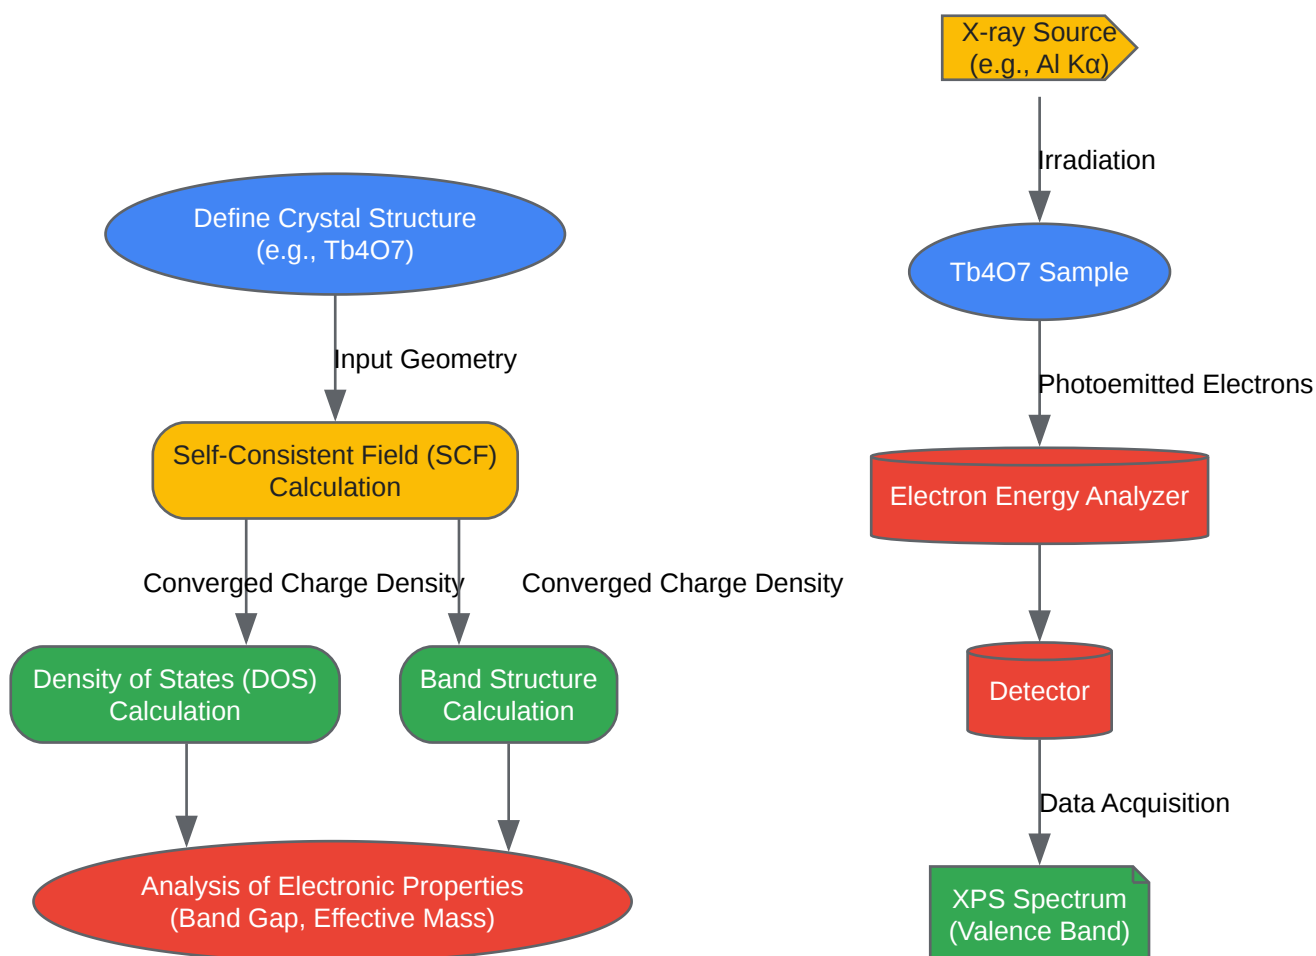 Define Crystal Structure
(e.g., Tb4O7)
Input Geometry
Self-Consistent Field (SCF)
Calculation
Converged Charge Density
Converged Charge Density
Density of States (DOS)
Calculation
Band Structure
Calculation
Analysis of Electronic Properties
(Band Gap, Effective Mass)
X-ray Source
(e.g., Al Kα)
Irradiation
Tb4O7 Sample
Photoemitted Electrons
Electron Energy Analyzer
Detector
Data Acquisition
XPS Spectrum
(Valence Band)